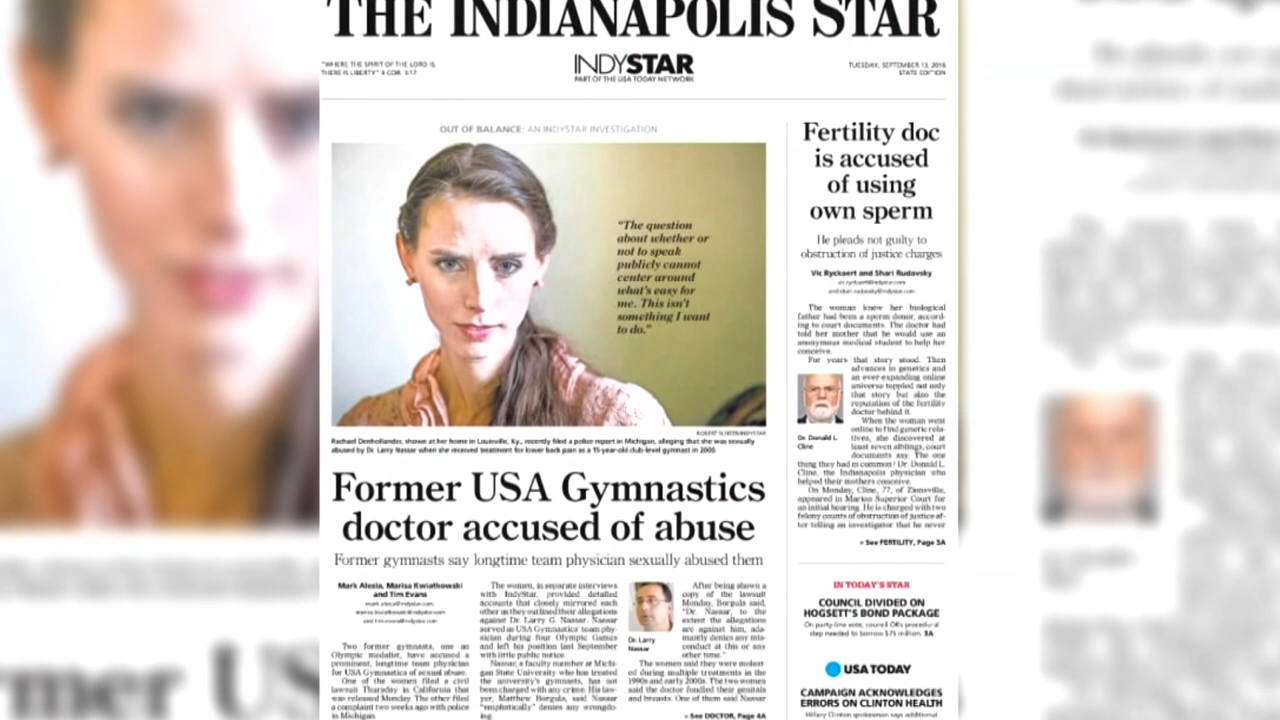 THE INDIANAPOLIS STAR
"WHERE THE SPIRIT OF THE LORD IS,
THERE IS LIBERTY" II COR. 3:17
INDYSTAR
PART OF THE USA TODAY NETWORK
TUESDAY, SEPTEMBER 13, 2016
STATE EDITION
OUT OF BALANCE: AN INDYSTAR INVESTIGATION
"The question
about whether or
not to speak
publicly cannot
center around
what's easy for
me. This isn't
something I want
to do."
ROBERT SCHEER/INDYSTAR
Rachael Denhollander, shown at her home in Louisville, Ky., recently filed a police report in Michigan, alleging that she was sexually
abused by Dr. Larry Nassar when she received treatment for lower back pain as a 15-year-old club-level gymnast in 2000.
Former USA Gymnastics
doctor accused of abuse
Former gymnasts say longtime team physician sexually abused them
Mark Alesia, Marisa Kwiatkowski
and Tim Evans
mark.alesia@indystar.com,
marisa.kwiatkowski@indystar.com
and tim.evans@indystar.com
Two former gymnasts, one an
Olympic medalist, have accused a
prominent, longtime team physician
for USA Gymnastics of sexual abuse.
One of the women filed a civil
lawsuit Thursday in California that
was released Monday. The other filed
a complaint two weeks ago with police
in Michigan.
The women, in separate interviews
with IndyStar, provided detailed
accounts that closely mirrored each
other as they outlined their allegations
against Dr. Larry G. Nassar. Nassar
served as USA Gymnastics' team phy-
sician during four Olympic Games
and left his position last September
with little public notice.
Nassar, a faculty member at Michi-
gan State University who has treated
the university's gymnasts, has not
been charged with any crime. His law-
yer, Matthew Borgula, said Nassar
"emphatically" denies any wrongdo-
ing.
Dr. Larry
Nassar
After being shown a
copy of the lawsuit
Monday, Borgula said,
"Dr. Nassar, to the
extent the allegations
are against him, ada-
mantly denies any mis-
conduct at this or any
other time."
The women said they were molest-
ed during multiple treatments in the
1990s and early 2000s. The two women
said the doctor fondled their genitals
and breasts. One of them said Nassar
» See DOCTOR, Page 4A
Fertility doc
is accused
of using
own sperm
He pleads not guilty to
obstruction of justice charges
Vic Ryckaert and Shari Rudavsky
vic.ryckaert@indystar.com
and shari.rudavsky@indystar.com
The woman knew her biological
father had been a sperm donor, accord-
ing to court documents. The doctor had
told her mother that he would use an
anonymous medical student to help her
conceive.
For years that story stood. Then
advances in genetics and
an ever-expanding online
universe toppled not only
that story but also the
reputation of the fertility
doctor behind it.
When the woman went
online to find genetic rela-
tives, she discovered at
least seven siblings, court
documents say. The one
thing they had in common? Dr. Donald L.
Cline, the Indianapolis physician who
helped their mothers conceive.
Dr. Donald L.
Cline
On Monday, Cline, 77, of Zionsville,
appeared in Marion Superior Court for
an initial hearing. He is charged with two
felony counts of obstruction of justice af-
ter telling an investigator that he never
» See FERTILITY, Page 5A
IN TODAY'S STAR
COUNCIL DIVIDED ON
HOGSETT'S BOND PACKAGE
On party-line vote, council OKs procedural
step needed to borrow $75 million. 3A
USA TODAY
CAMPAIGN ACKNOWLEDGES
ERRORS ON CLINTON HEALTH
Hillary Clinton spokesman says additional